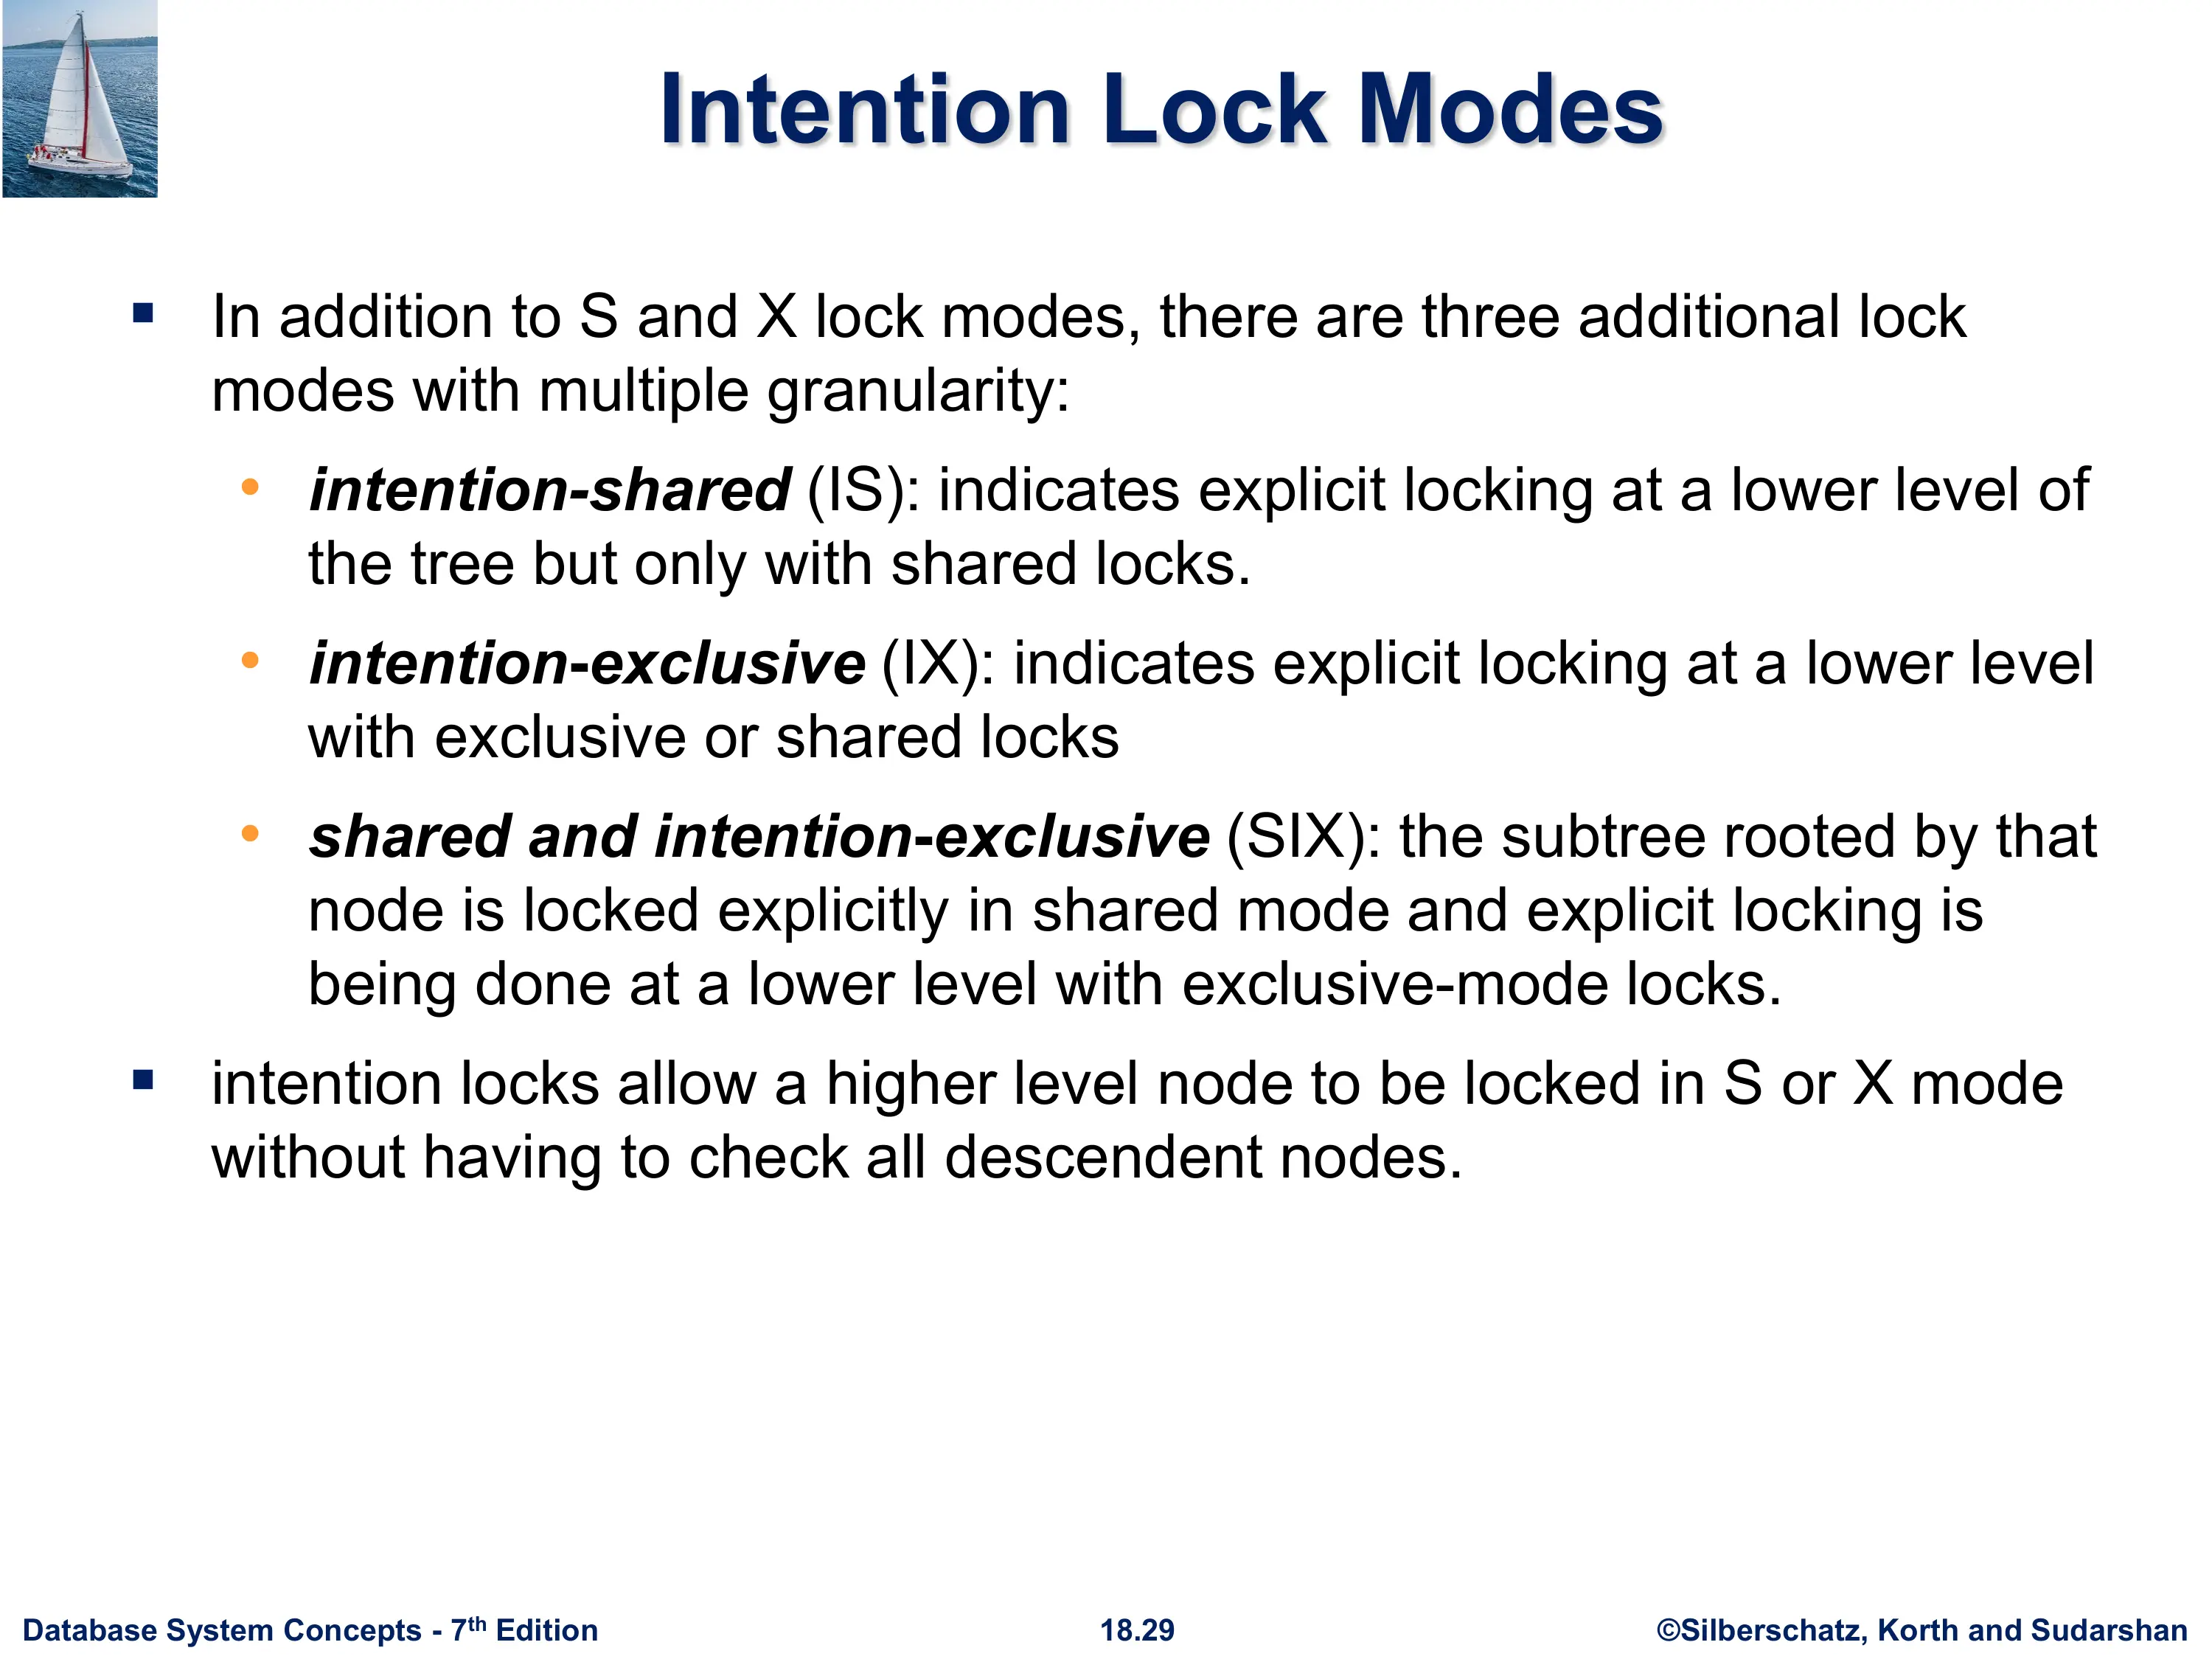 Intention Lock Modes
In addition to S and X lock modes, there are three additional lock
modes with multiple granularity:
intention-shared (IS): indicates explicit locking at a lower level of
the tree but only with shared locks.
intention-exclusive (IX): indicates explicit locking at a lower level
with exclusive or shared locks
shared and intention-exclusive (SIX): the subtree rooted by that
node is locked explicitly in shared mode and explicit locking is
being done at a lower level with exclusive-mode locks.
intention locks allow a higher level node to be locked in S or X mode
without having to check all descendent nodes.
Database System Concepts - 7th Edition
18.29
©Silberschatz, Korth and Sudarshan